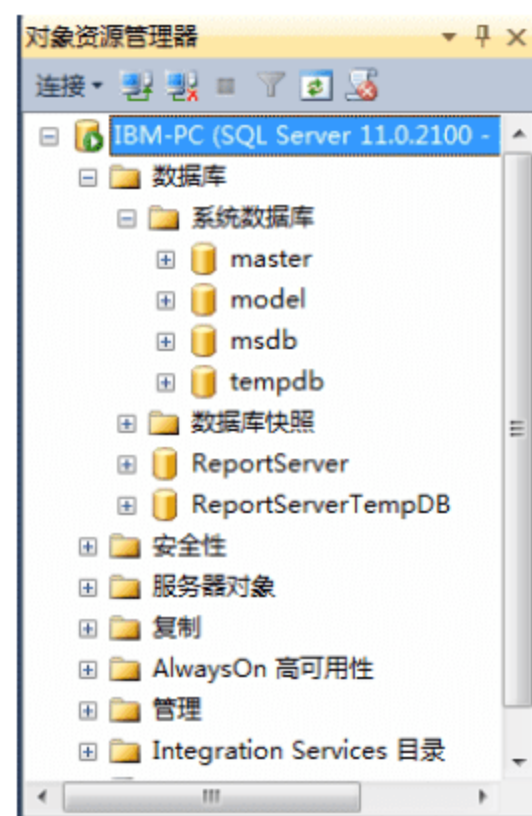 对象资源管理器
连接
IBM-PC (SQL Server 11.0.2100 -
数据库
系统数据库
master
model
msdb
tempdb
数据库快照
ReportServer
ReportServerTempDB
安全性
服务器对象
复制
AlwaysOn 高可用性
管理
Integration Services 目录